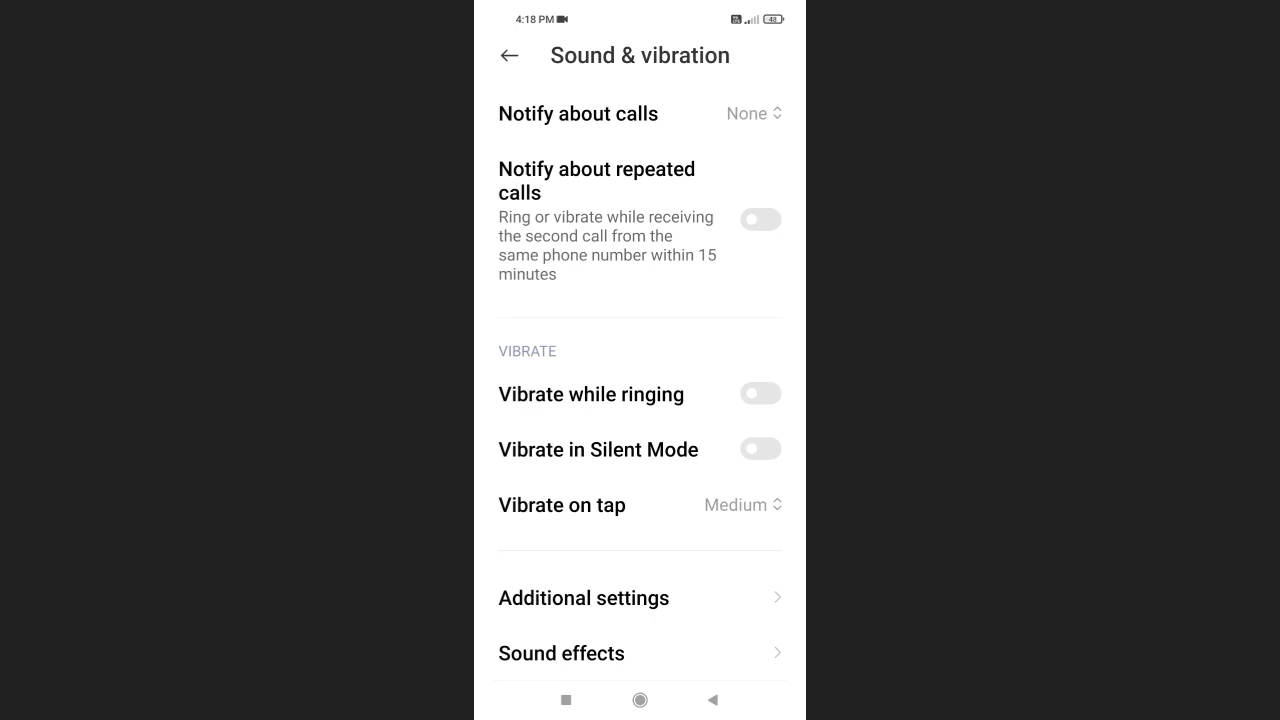 4:18 PM
48
Sound & vibration
Notify about calls
None
Notify about repeated
calls
Ring or vibrate while receiving
the second call from the
same phone number within 15
minutes
VIBRATE
Vibrate while ringing
Vibrate in Silent Mode
Vibrate on tap
Medium
Additional settings
Sound effects